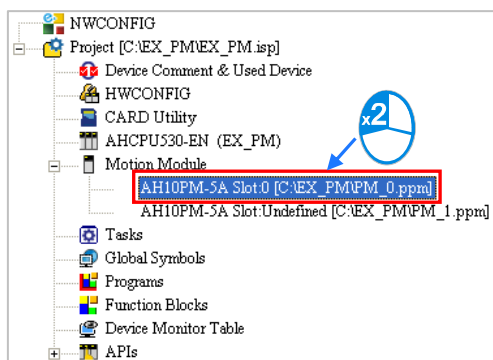 NWCONFIG
Project [C:\EX_PM\EX_PM.isp]
Device Comment & Used Device
HWCONFIG
CARD Utility
AHCPU530-EN (EX_PM)
x2
Motion Module
AH10PM-5A Slot:0 [C:\EX_PM\PM_0.ppm]
AH10PM-5A Slot:Undefined [C:\EX_PM\PM_1.ppm]
Tasks
Global Symbols
Programs
Function Blocks
Device Monitor Table
APIs